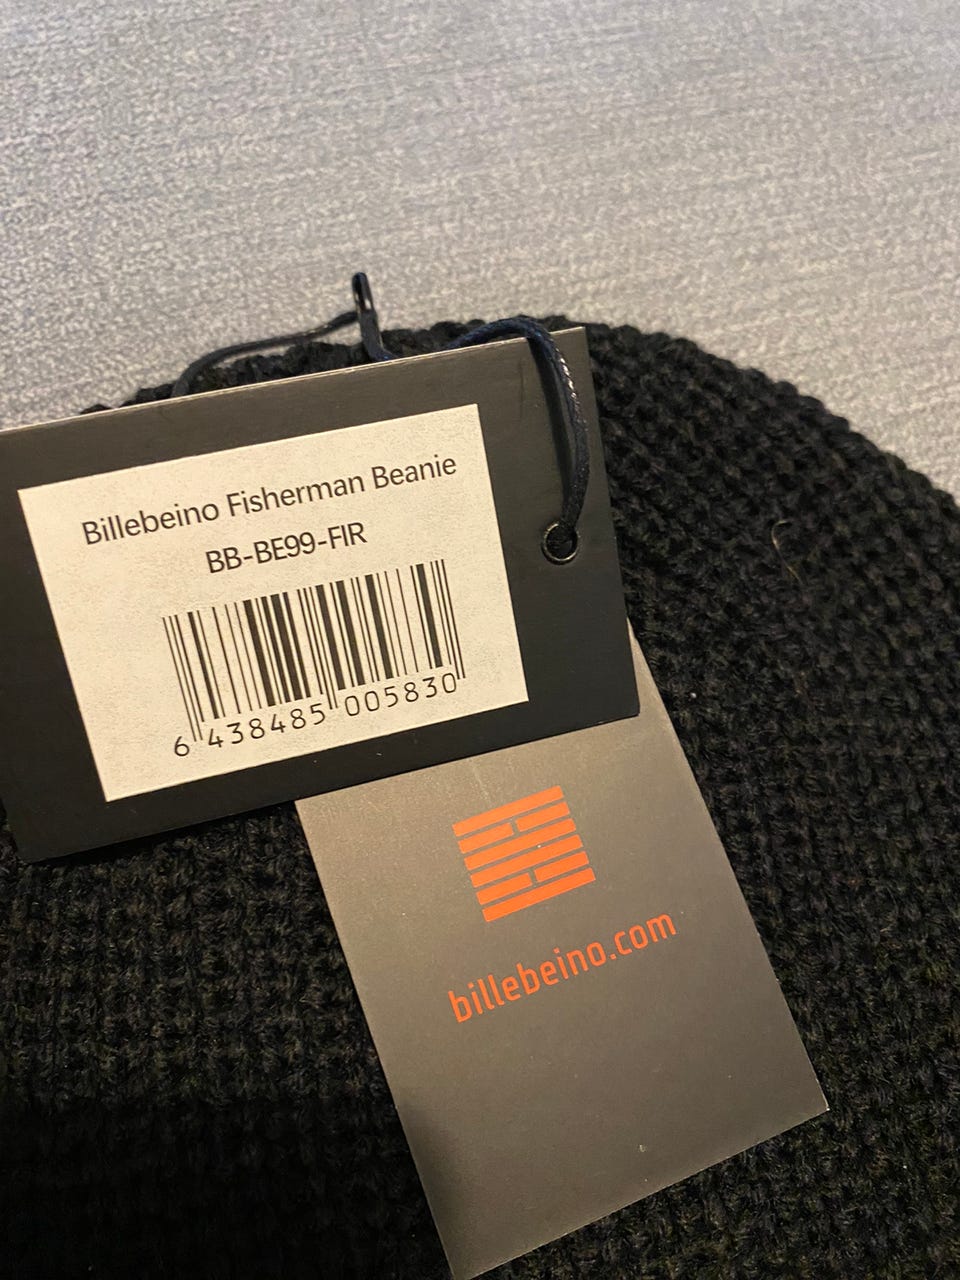 Billebeino Fisherman Beanie
BB-BE99-FIR
6 438485 005830
billebeino.com